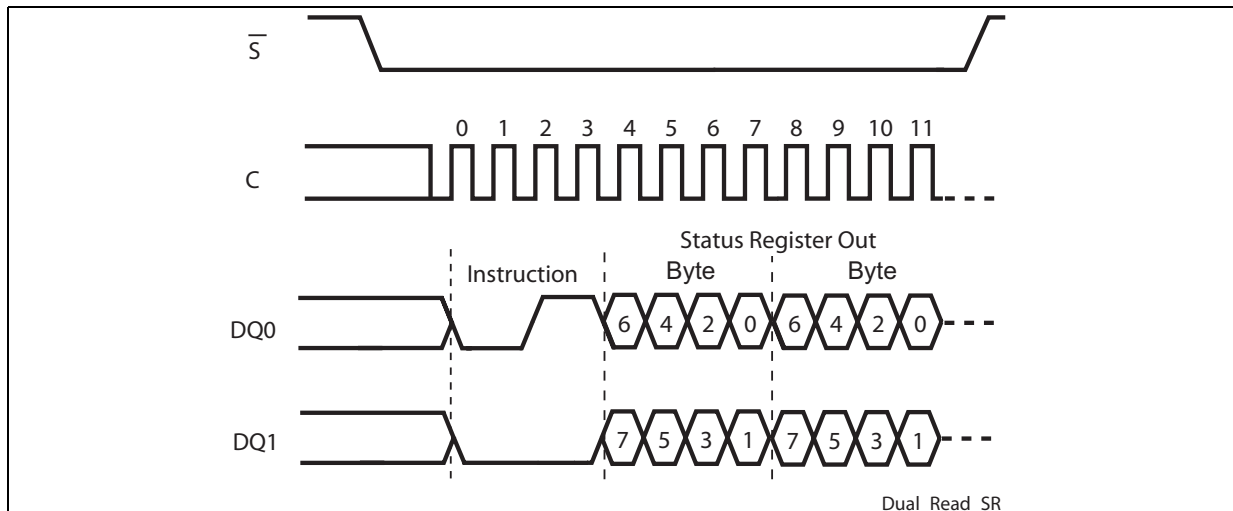 S
0 1 2 3 4 5 6 7 8 9 10 11
C
Status Register Out
Instruction Byte Byte
DQ0 6 4 2 0 6 4 2 0
DQ1 7 5 3 1 7 5 3 1
Dual Read SR